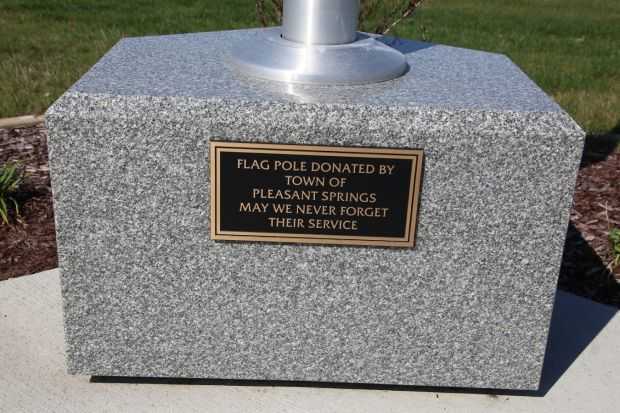 FLAG POLE DONATED BY
TOWN OF
PLEASANT SPRINGS
MAY WE NEVER FORGET
THEIR SERVICE